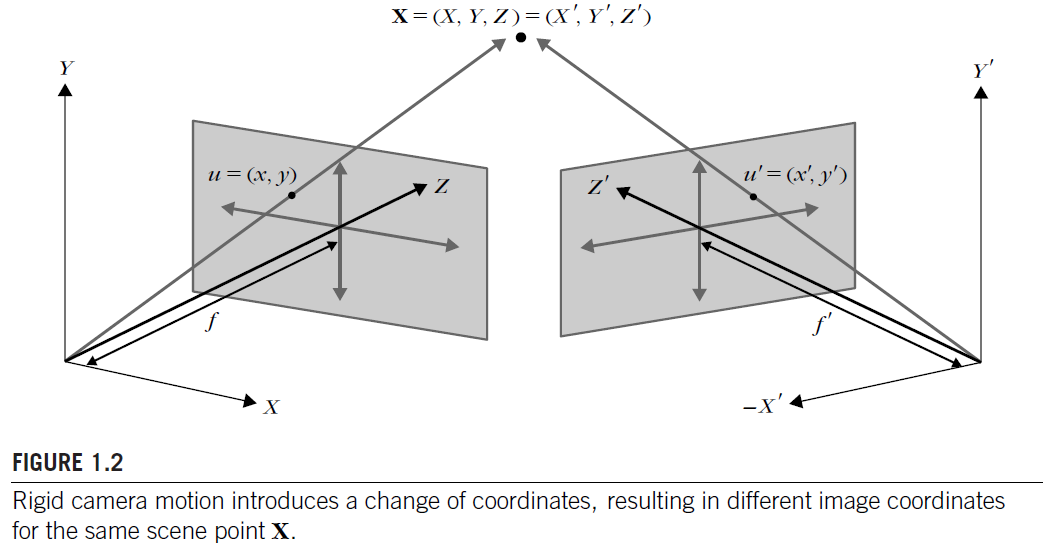 X = (X, Y, Z) = (X′, Y′, Z′)
Y
Y′
u = (x, y)
Z
Z′
u′ = (x′, y′)
f
f′
X
−X′
FIGURE 1.2
Rigid camera motion introduces a change of coordinates, resulting in different image coordinates
for the same scene point X.